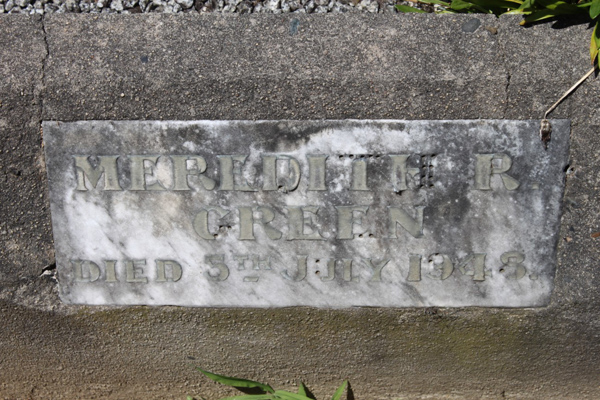 MEREDITH R.
GREEN
DIED 5TH JULY 1948.